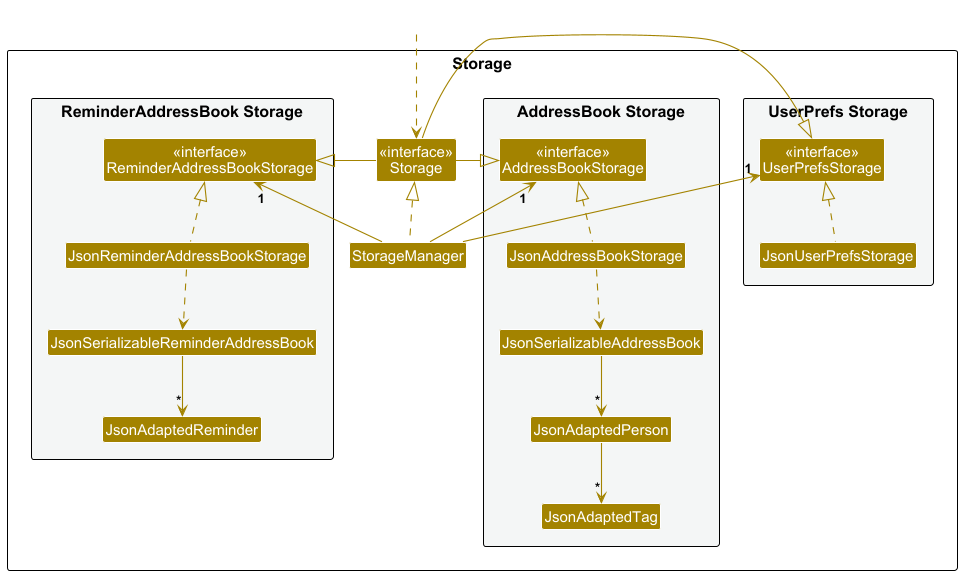 Storage
ReminderAddressBook Storage
«interface»
ReminderAddressBookStorage
1
JsonReminderAddressBookStorage
JsonSerializableReminderAddressBook
*
JsonAdaptedReminder
«interface»
Storage
StorageManager
AddressBook Storage
«interface»
AddressBookStorage
1
JsonAddressBookStorage
JsonSerializableAddressBook
*
JsonAdaptedPerson
*
JsonAdaptedTag
UserPrefs Storage
«interface»
UserPrefsStorage
1
JsonUserPrefsStorage